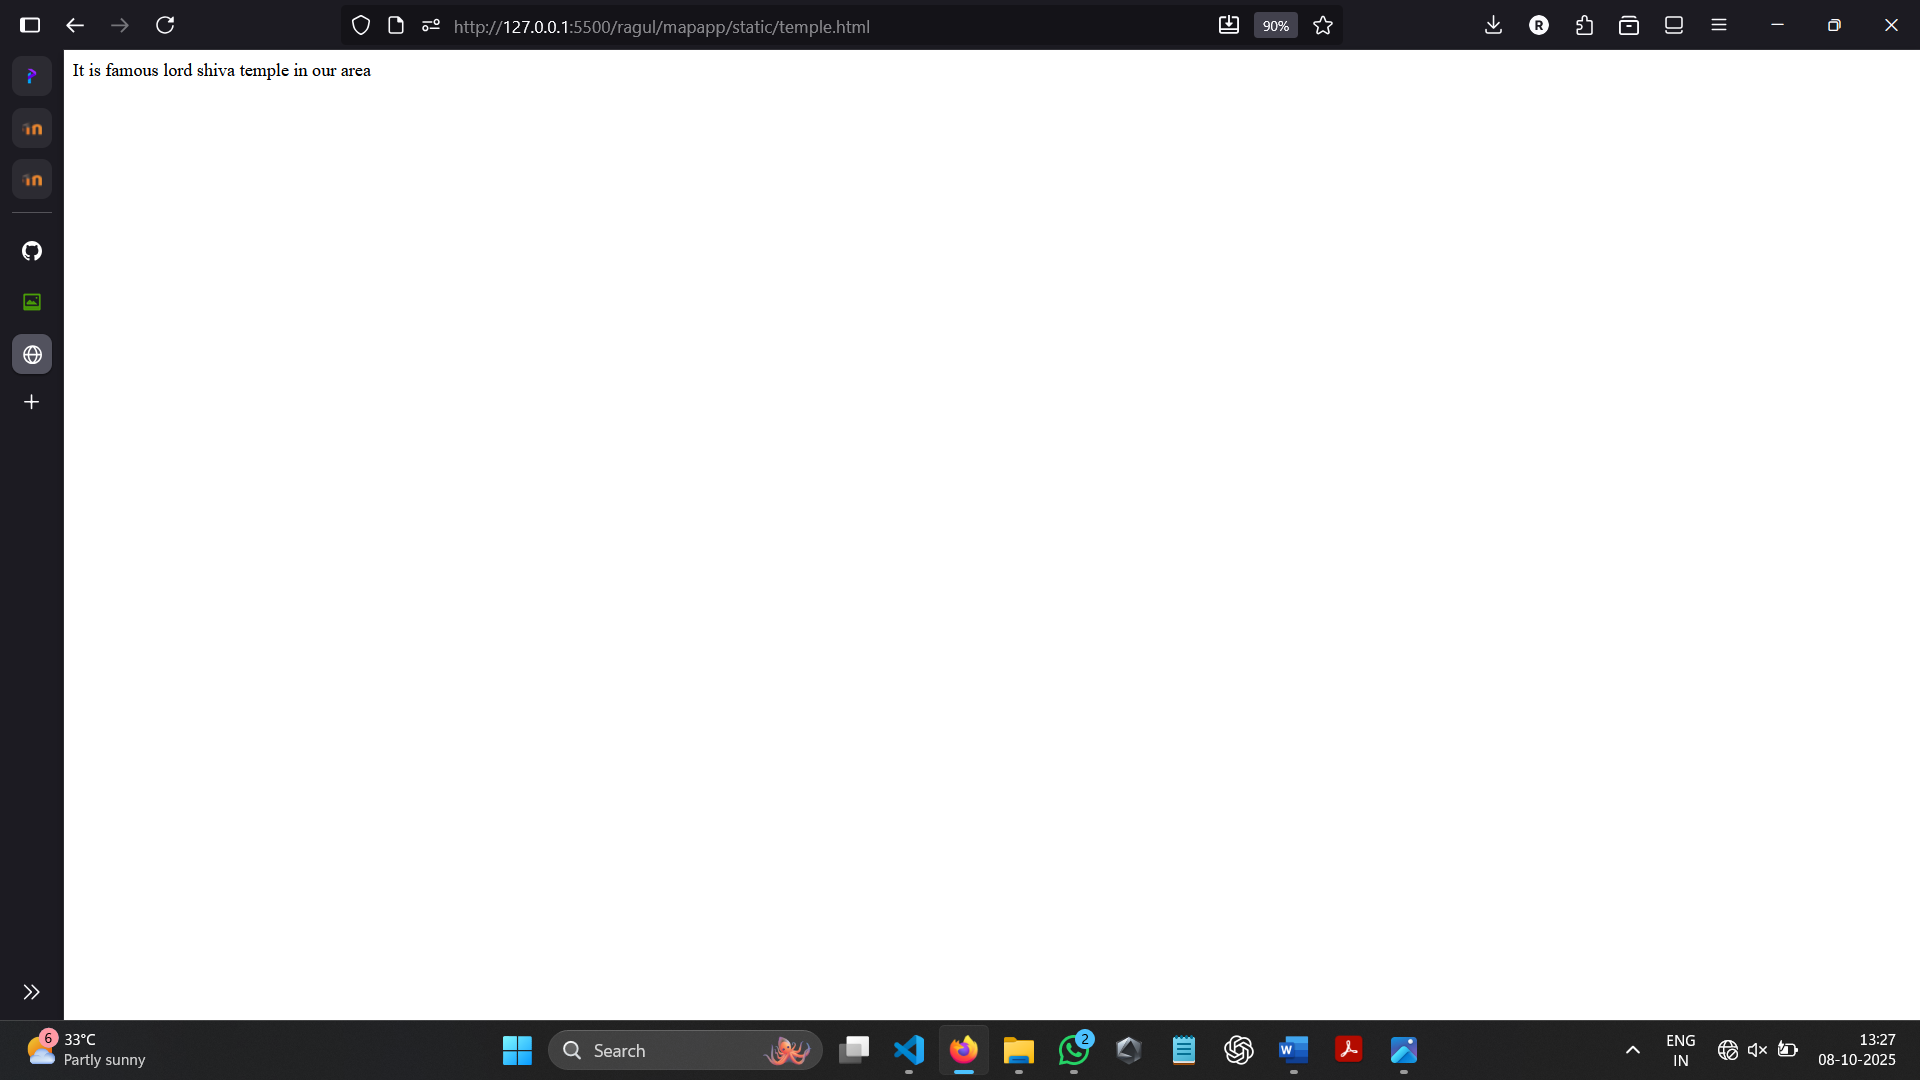 http://127.0.0.1:5500/ragul/mapapp/static/temple.html
90%
R
It is famous lord shiva temple in our area
6
33°C
Partly sunny
Search
2
W
ENG
IN
13:27
08-10-2025